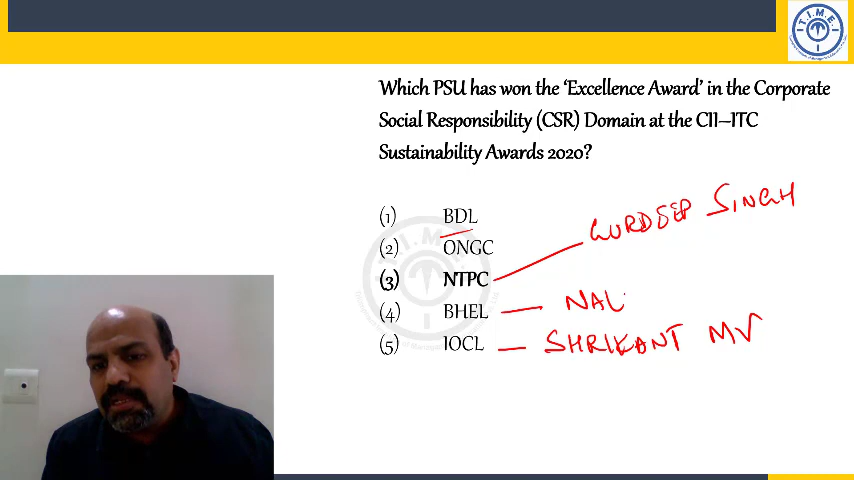 T.I.M.E.
Which PSU has won the ‘Excellence Award’ in the Corporate
Social Responsibility (CSR) Domain at the CII–ITC
Sustainability Awards 2020?
(1) BDL
(2) ONGC
(3) NTPC
(4) BHEL
(5) IOCL
GURDEEP SINGH
NAL
SHRIKANT MV